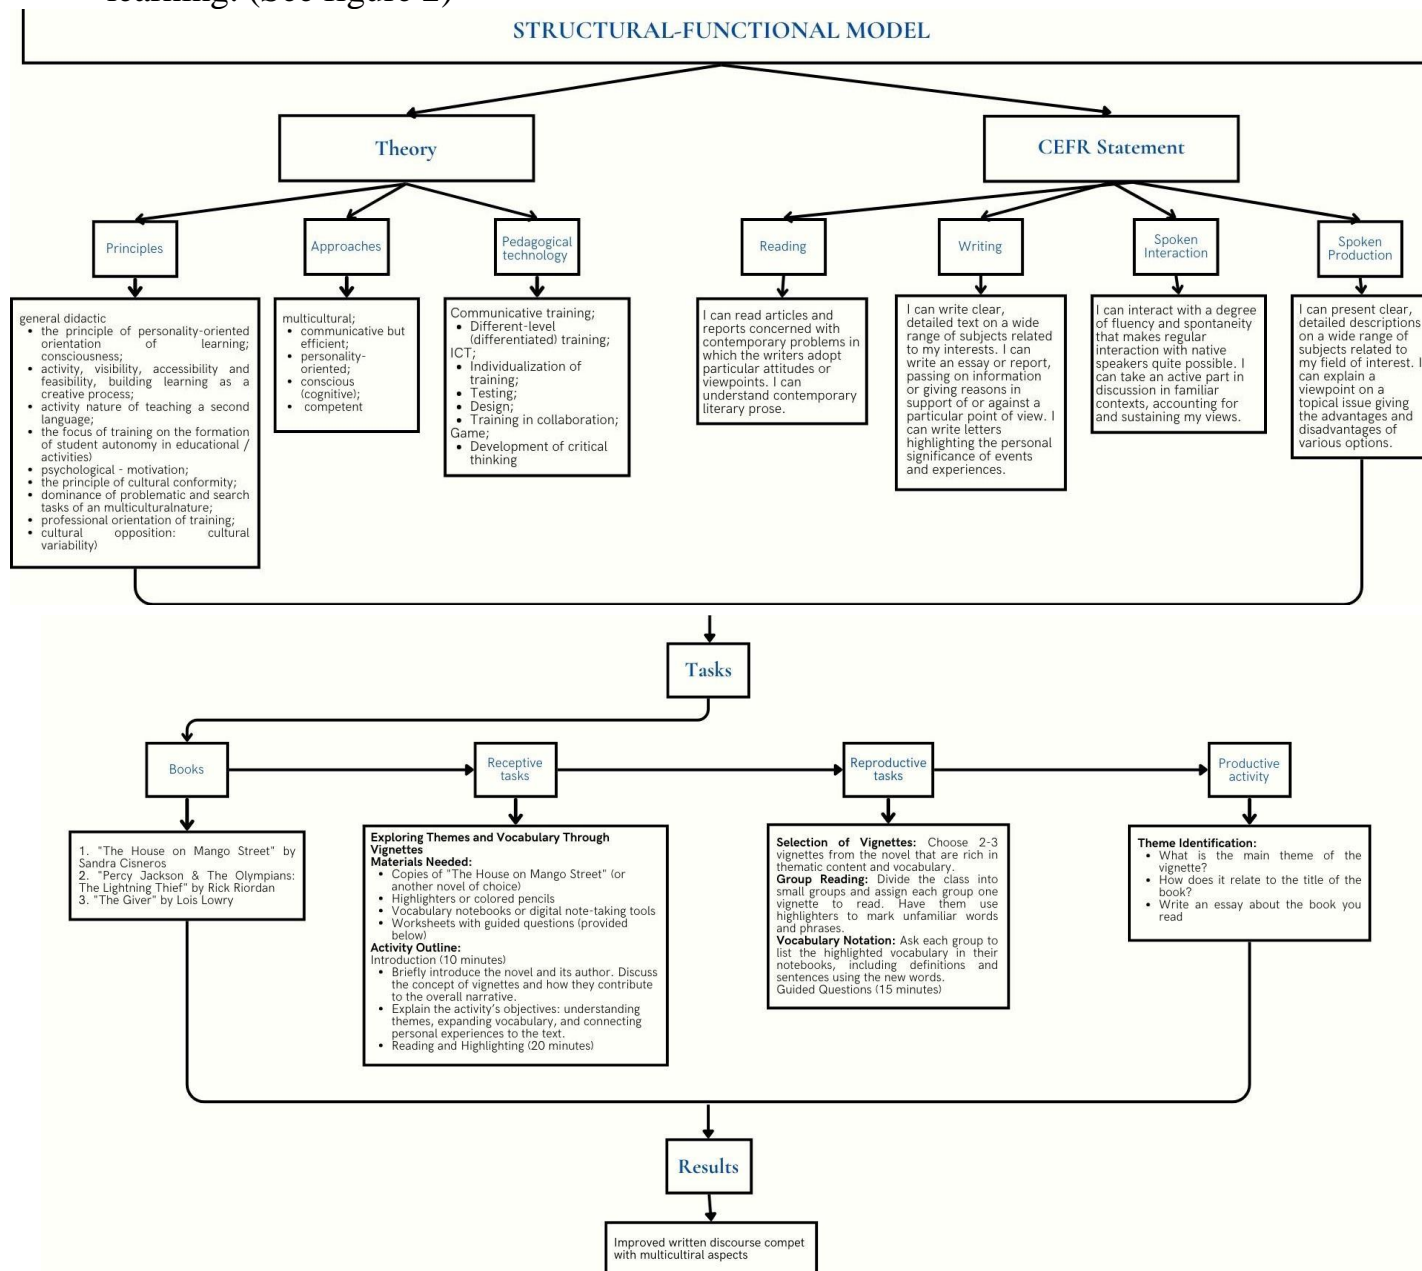 learning. (See figure 2)
STRUCTURAL-FUNCTIONAL MODEL
Theory
CEFR Statement
Principles
Approaches
Pedagogical
technology
Reading
Writing
Spoken
Interaction
Spoken
Production
general didactic
• the principle of personality-oriented
orientation of learning;
consciousness;
• activity, visibility, accessibility and
feasibility, building learning as a
creative process;
• activity nature of teaching a second
language;
• the focus of training on the formation
of student autonomy in educational /
activities)
• psychological - motivation;
• the principle of cultural conformity;
• dominance of problematic and search
tasks of an multiculturalnature;
• professional orientation of training;
• cultural opposition: cultural
variability)
multicultural;
• communicative but
efficient;
• personality-
oriented;
• conscious
(cognitive);
• competent
Communicative training;
• Different-level
(differentiated) training;
ICT;
• Individualization of
training;
• Testing;
• Design;
• Training in collaboration;
Game;
• Development of critical
thinking
I can read articles and
reports concerned with
contemporary problems in
which the writers adopt
particular attitudes or
viewpoints. I can
understand contemporary
literary prose.
I can write clear,
detailed text on a wide
range of subjects related
to my interests. I can
write an essay or report,
passing on information
or giving reasons in
support of or against a
particular point of view. I
can write letters
highlighting the personal
significance of events
and experiences.
I can interact with a degree
of fluency and spontaneity
that makes regular
interaction with native
speakers quite possible. I
can take an active part in
discussion in familiar
contexts, accounting for
and sustaining my views.
I can present clear,
detailed descriptions
on a wide range of
subjects related to
my field of interest. I
can explain a
viewpoint on a
topical issue giving
the advantages and
disadvantages of
various options.
Tasks
Books
Receptive
tasks
Reproductive
tasks
Productive
activity
1. "The House on Mango Street" by
Sandra Cisneros
2. "Percy Jackson & The Olympians:
The Lightning Thief" by Rick Riordan
3. "The Giver" by Lois Lowry
Exploring Themes and Vocabulary Through
Vignettes
Materials Needed:
• Copies of "The House on Mango Street" (or
another novel of choice)
• Highlighters or colored pencils
• Vocabulary notebooks or digital note-taking tools
• Worksheets with guided questions (provided
below)
Activity Outline:
Introduction (10 minutes)
• Briefly introduce the novel and its author. Discuss
the concept of vignettes and how they contribute
to the overall narrative.
• Explain the activity's objectives: understanding
themes, expanding vocabulary, and connecting
personal experiences to the text.
• Reading and Highlighting (20 minutes)
Selection of Vignettes: Choose 2-3
vignettes from the novel that are rich in
thematic content and vocabulary.
Group Reading: Divide the class into
small groups and assign each group one
vignette to read. Have them use
highlighters to mark unfamiliar words
and phrases.
Vocabulary Notation: Ask each group to
list the highlighted vocabulary in their
notebooks, including definitions and
sentences using the new words.
Guided Questions (15 minutes)
Theme Identification:
• What is the main theme of the
vignette?
• How does it relate to the title of the
book?
• Write an essay about the book you
read
Results
Improved written discourse compet
with multicultiral aspects